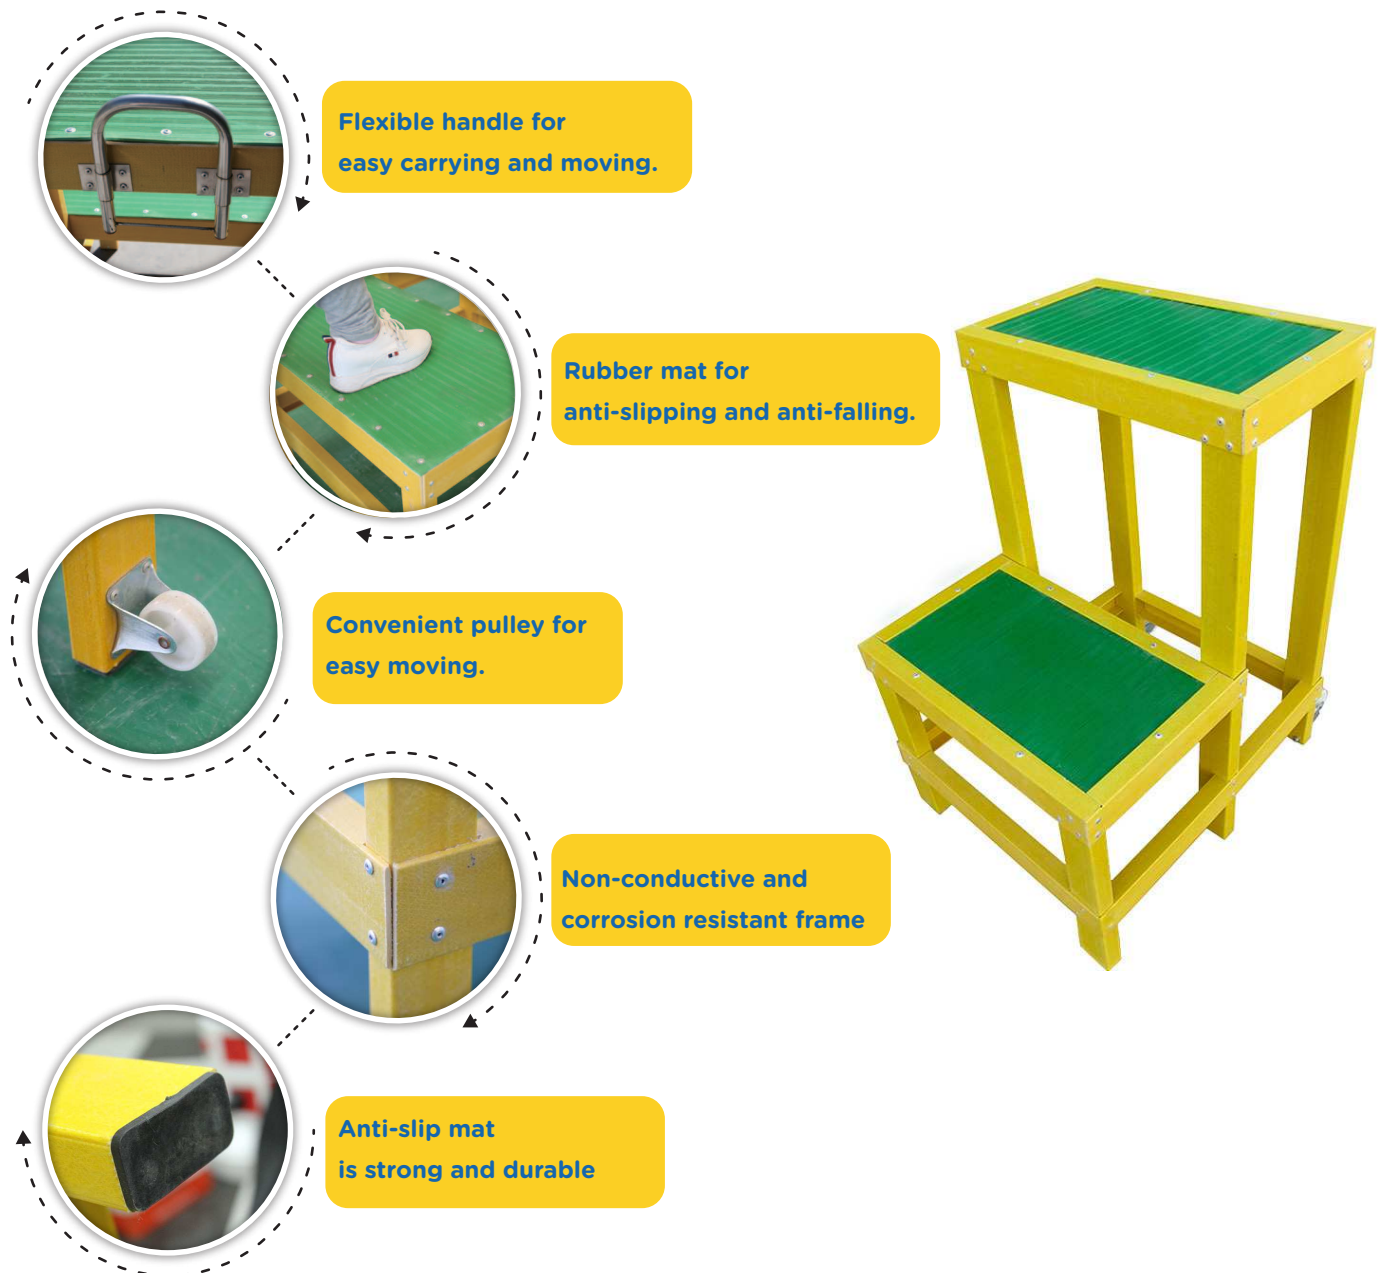 Flexible handle for
easy carrying and moving.
Rubber mat for
anti-slipping and anti-falling.
Convenient pulley for
easy moving.
Non-conductive and
corrosion resistant frame
Anti-slip mat
is strong and durable